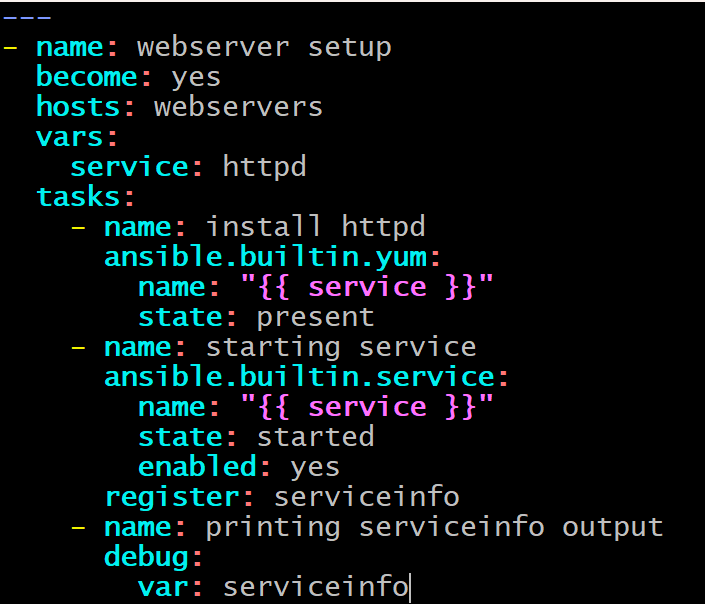 ---
- name: webserver setup
  become: yes
  hosts: webservers
  vars:
    service: httpd
  tasks:
    - name: install httpd
      ansible.builtin.yum:
        name: "{{ service }}"
        state: present
    - name: starting service
      ansible.builtin.service:
        name: "{{ service }}"
        state: started
        enabled: yes
      register: serviceinfo
    - name: printing serviceinfo output
      debug:
        var: serviceinfo